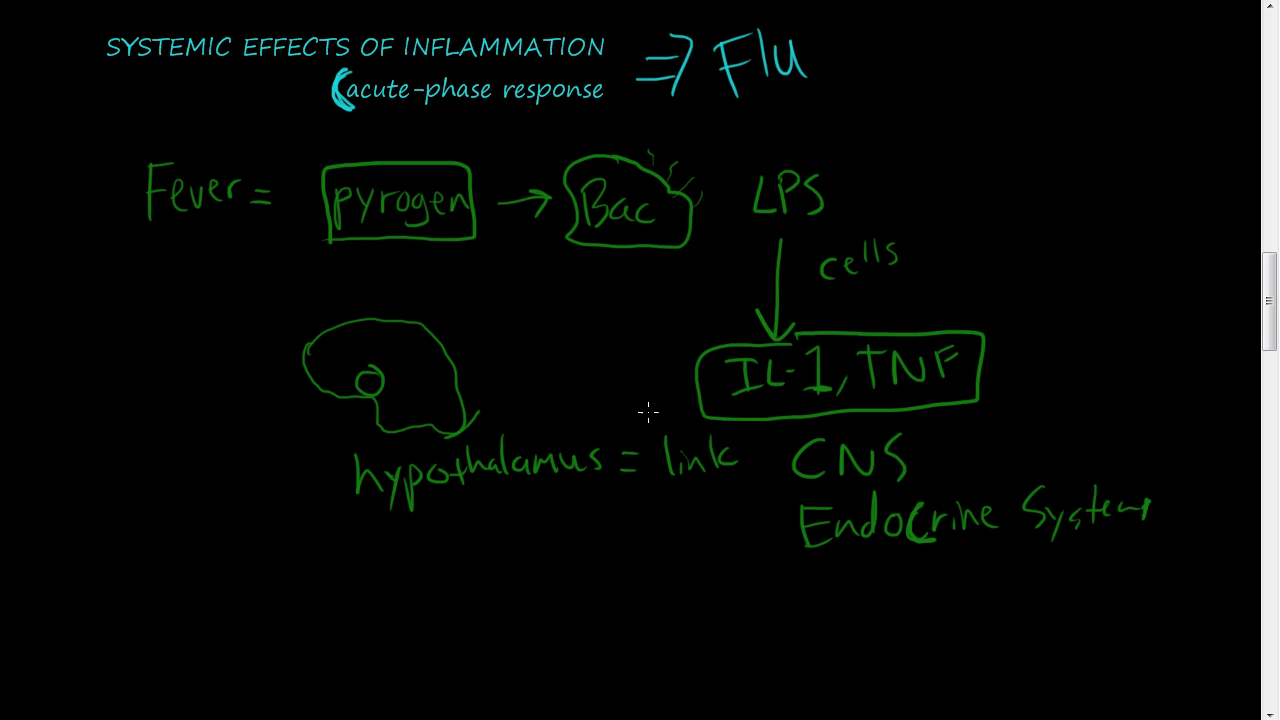 SYSTEMIC EFFECTS OF INFLAMMATION ⇒ Flu
(acute-phase response
Fever = pyrogen → Bac LPS
cells
IL-1, TNF
hypothalamus = link CNS
Endocrine System